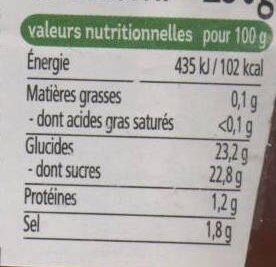 valeurs nutritionnelles pour 100 g
Énergie 435 kJ / 102 kcal
Matières grasses 0,1 g
- dont acides gras saturés <0,1 g
Glucides 23,2 g
- dont sucres 22,8 g
Protéines 1,2 g
Sel 1,8 g